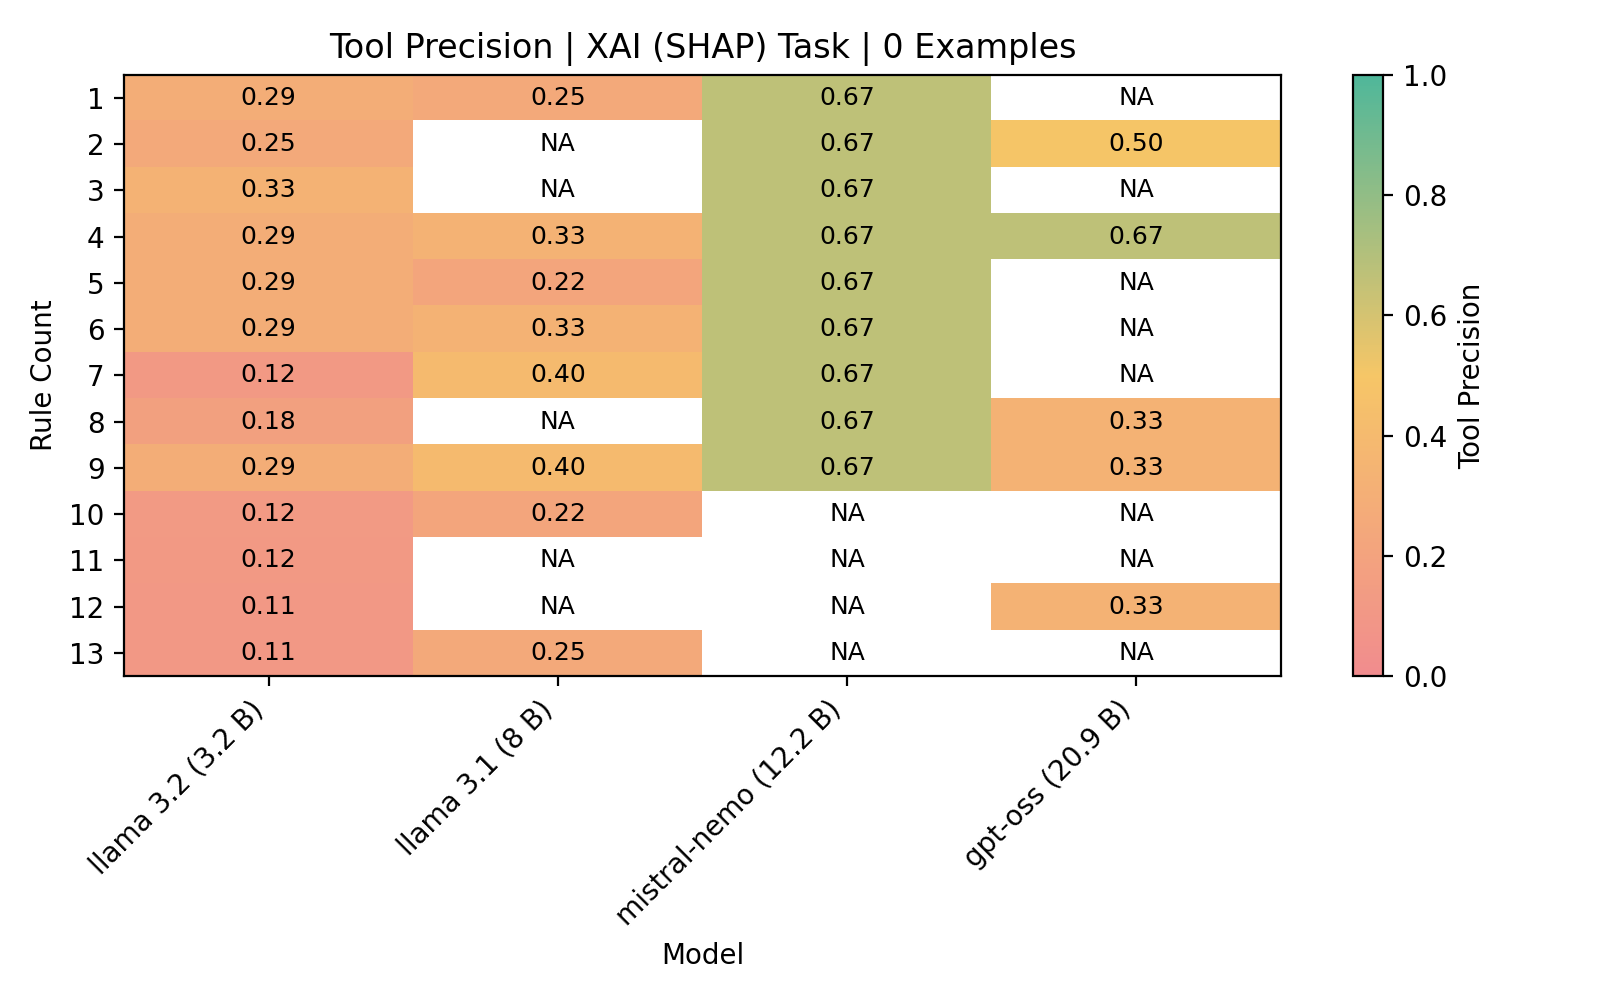 Tool Precision | XAI (SHAP) Task | 0 Examples
1 0.29 0.25 0.67 NA
2 0.25 NA 0.67 0.50
3 0.33 NA 0.67 NA
4 0.29 0.33 0.67 0.67
5 0.29 0.22 0.67 NA
6 0.29 0.33 0.67 NA
7 0.12 0.40 0.67 NA
8 0.18 NA 0.67 0.33
9 0.29 0.40 0.67 0.33
10 0.12 0.22 NA NA
11 0.12 NA NA NA
12 0.11 NA NA 0.33
13 0.11 0.25 NA NA
Rule Count
llama 3.2 (3.2 B)
llama 3.1 (8 B)
mistral-nemo (12.2 B)
gpt-oss (20.9 B)
Model
1.0
0.8
0.6
0.4
0.2
0.0
Tool Precision